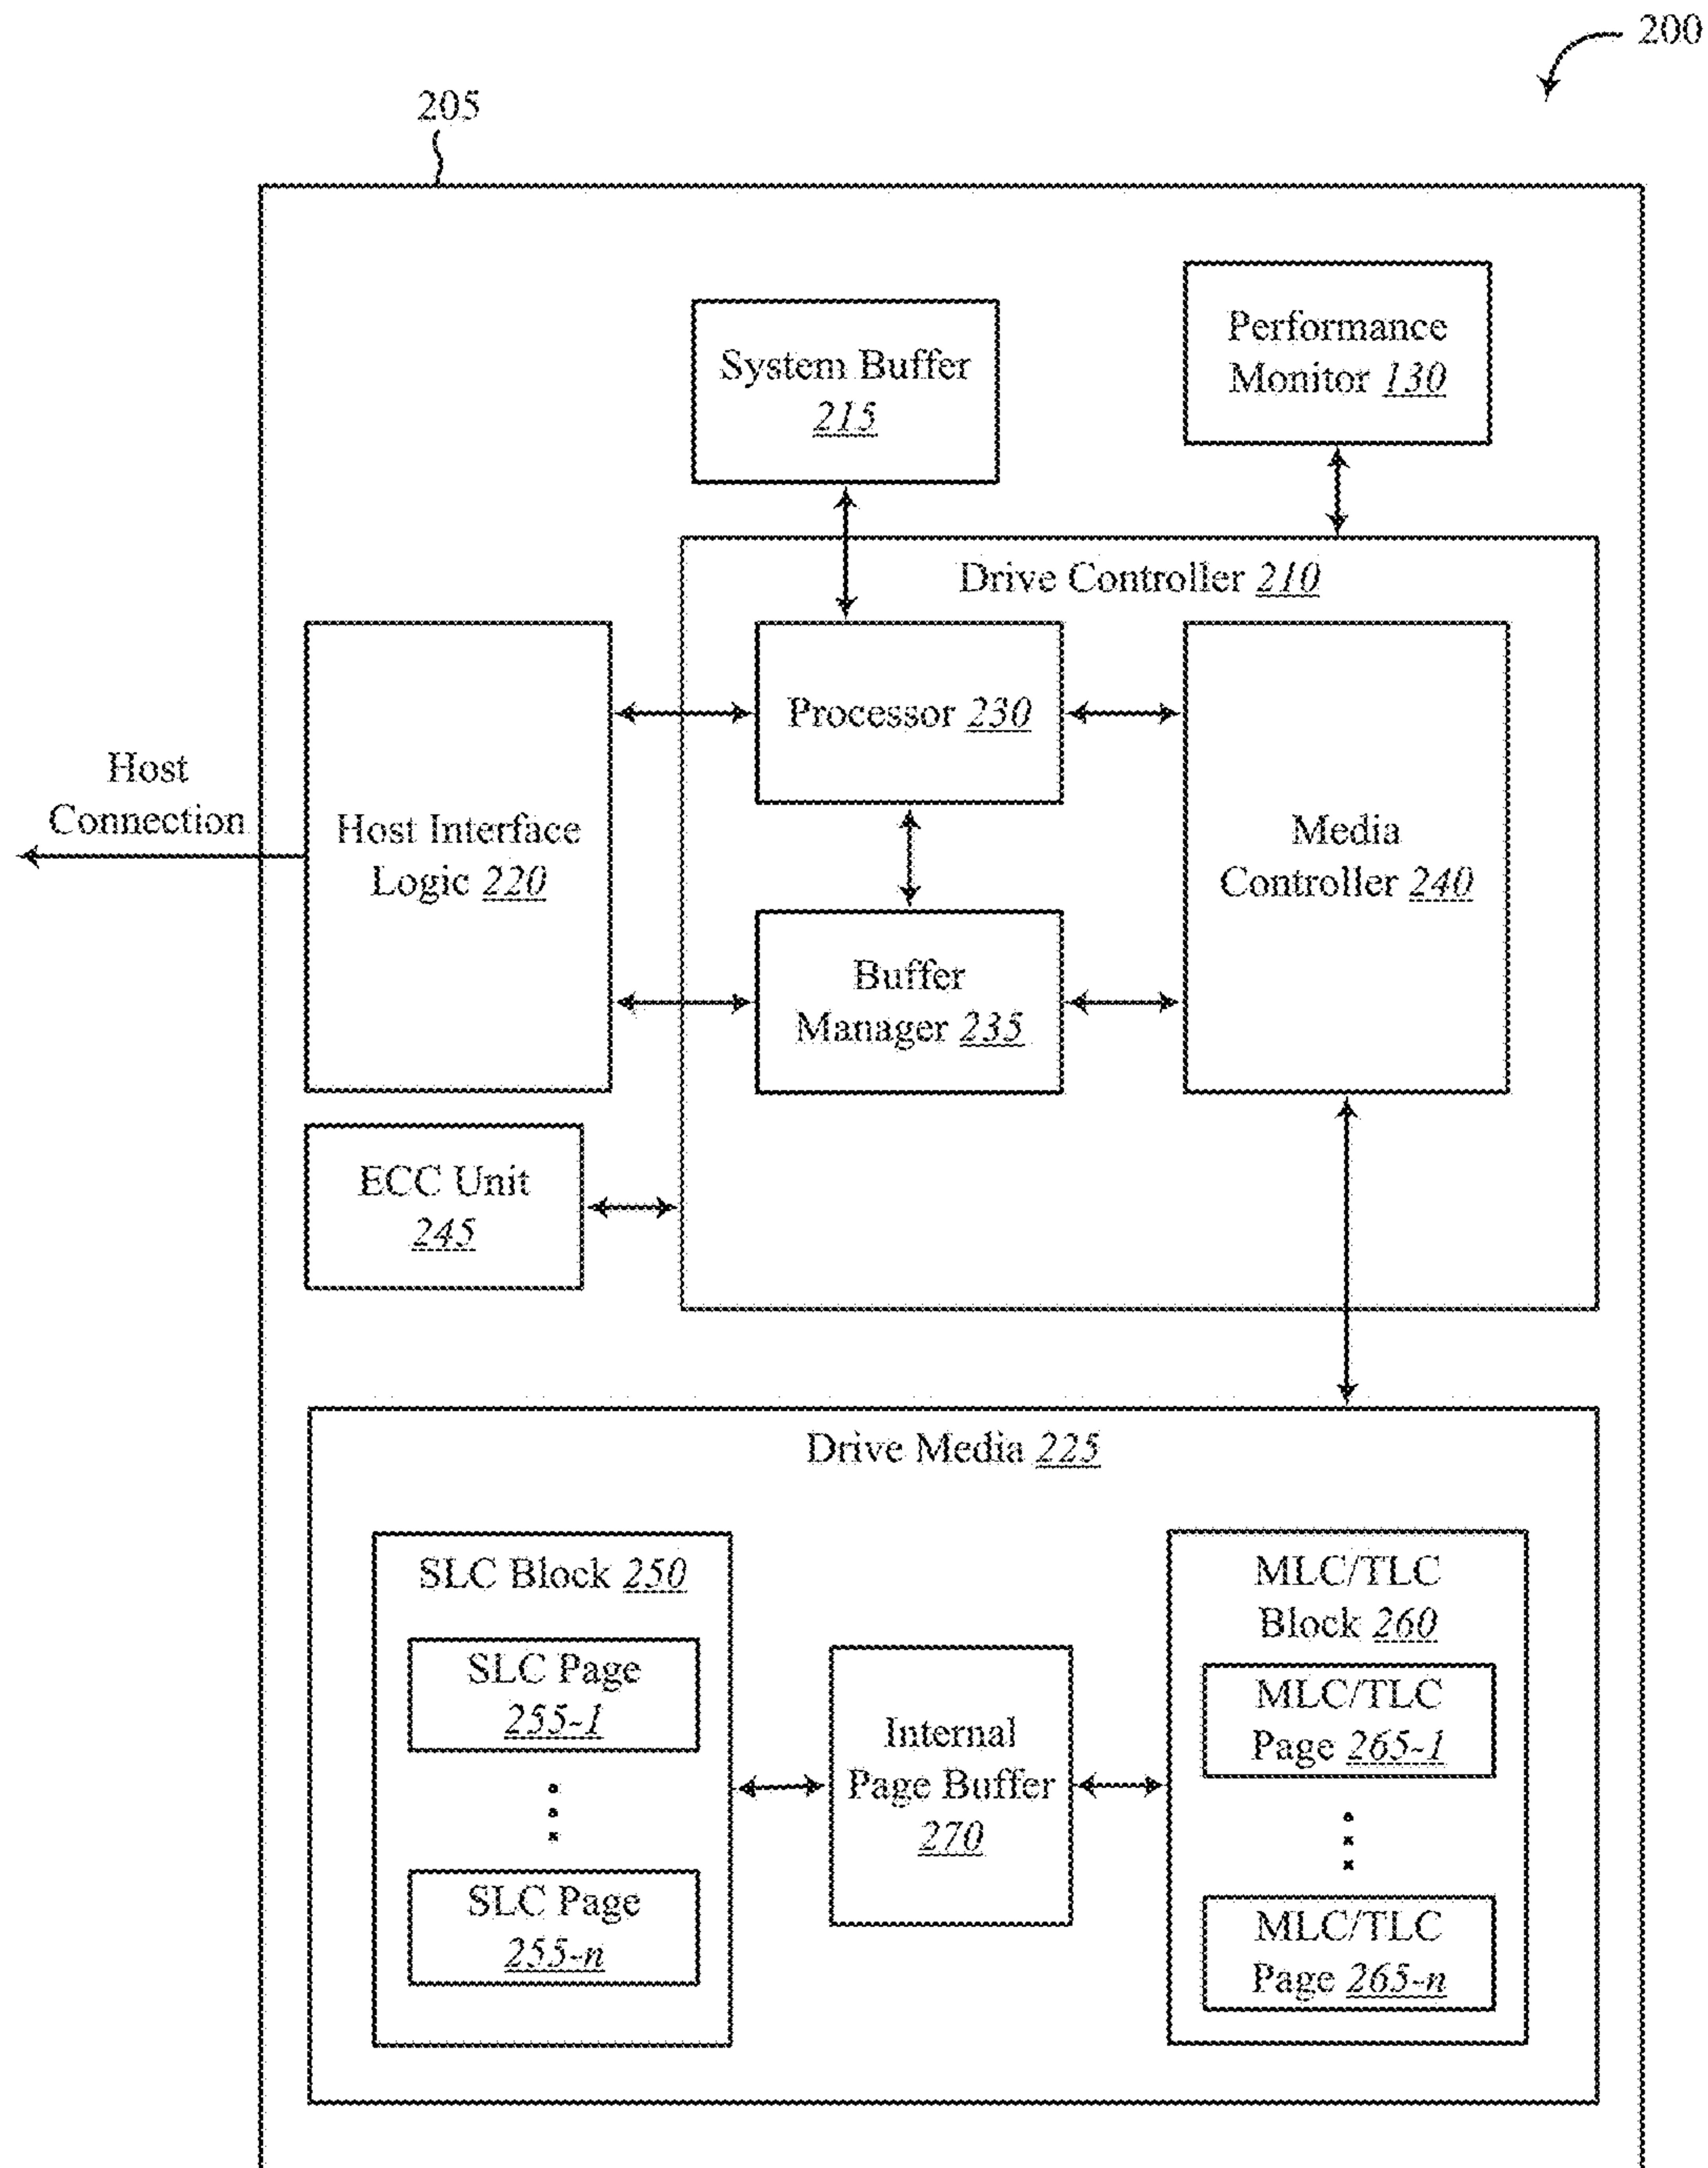 200
205
Performance
Monitor 130
System Buffer
215
Drive Controller 210
Processor 230
Host
Connection
Host Interface
Logic 220
Media
Controller 240
Buffer
Manager 235
ECC Unit
245
Drive Media 225
SLC Block 250
SLC Page
255-1
SLC Page
255-n
Internal
Page Buffer
270
MLC/TLC
Block 260
MLC/TLC
Page 265-1
MLC/TLC
Page 265-n